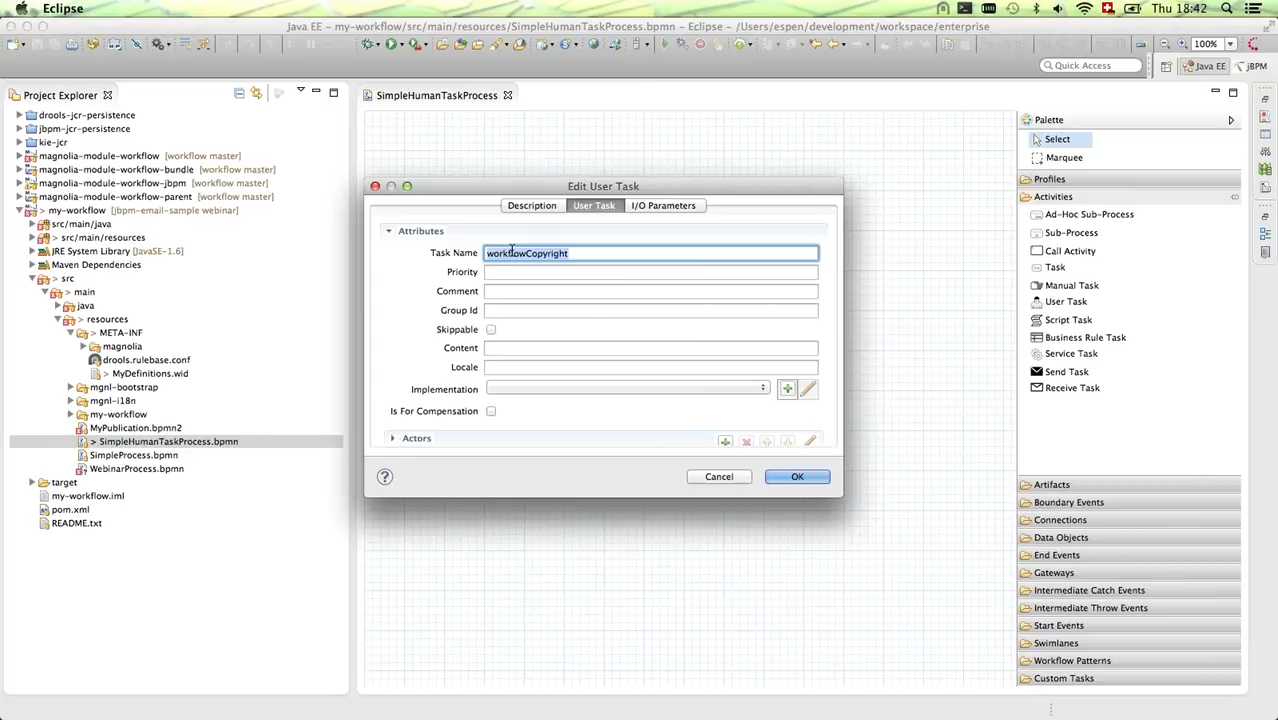 Eclipse
Thu 18:42
Java EE - my-workflow/src/main/resources/SimpleHumanTaskProcess.bpmn - Eclipse - /Users/espen/development/workspace/enterprise
100%
Quick Access
Java EE
jBPM
Project Explorer
drools-jcr-persistence
jbpm-jcr-persistence
kie-jcr
magnolia-module-workflow [workflow master]
magnolia-module-workflow-bundle [workflow master]
magnolia-module-workflow-jbpm [workflow master]
magnolia-module-workflow-parent [workflow master]
> my-workflow [jbpm-email-sample webinar]
src/main/java
> src/main/resources
JRE System Library [JavaSE-1.6]
Maven Dependencies
> src
> main
java
> resources
> META-INF
magnolia
drools.rulebase.conf
> MyDefinitions.wid
mgnl-bootstrap
mgnl-i18n
my-workflow
MyPublication.bpmn2
> SimpleHumanTaskProcess.bpmn
SimpleProcess.bpmn
WebinarProcess.bpmn
target
my-workflow.iml
pom.xml
README.txt
SimpleHumanTaskProcess
Edit User Task
Description
User Task
I/O Parameters
Attributes
Task Name
workflowCopyright
Priority
Comment
Group Id
Skippable
Content
Locale
Implementation
Is For Compensation
Actors
Cancel
OK
Palette
Select
Marquee
Profiles
Activities
Ad-Hoc Sub-Process
Sub-Process
Call Activity
Task
Manual Task
User Task
Script Task
Business Rule Task
Service Task
Send Task
Receive Task
Artifacts
Boundary Events
Connections
Data Objects
End Events
Gateways
Intermediate Catch Events
Intermediate Throw Events
Start Events
Swimlanes
Workflow Patterns
Custom Tasks